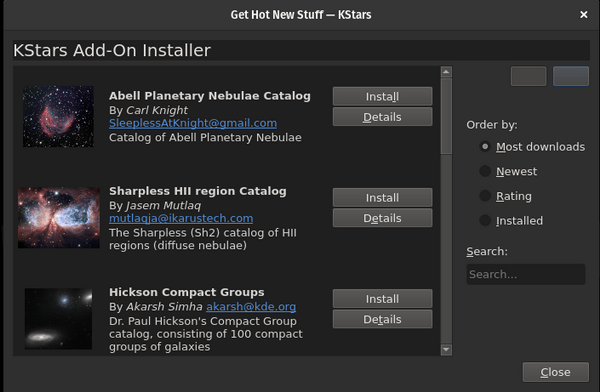 Get Hot New Stuff — KStars
KStars Add-On Installer
Abell Planetary Nebulae Catalog
By Carl Knight
SleeplessAtKnight@gmail.com
Catalog of Abell Planetary Nebulae
Install
Details
Sharpless HII region Catalog
By Jasem Mutlaq
mutlaqja@ikarustech.com
The Sharpless (Sh2) catalog of HII
regions (diffuse nebulae)
Install
Details
Hickson Compact Groups
By Akarsh Simha akarsh@kde.org
Dr. Paul Hickson's Compact Group
catalog, consisting of 100 compact
groups of galaxies
Install
Details
Order by:
Most downloads
Newest
Rating
Installed
Search:
Search...
Close